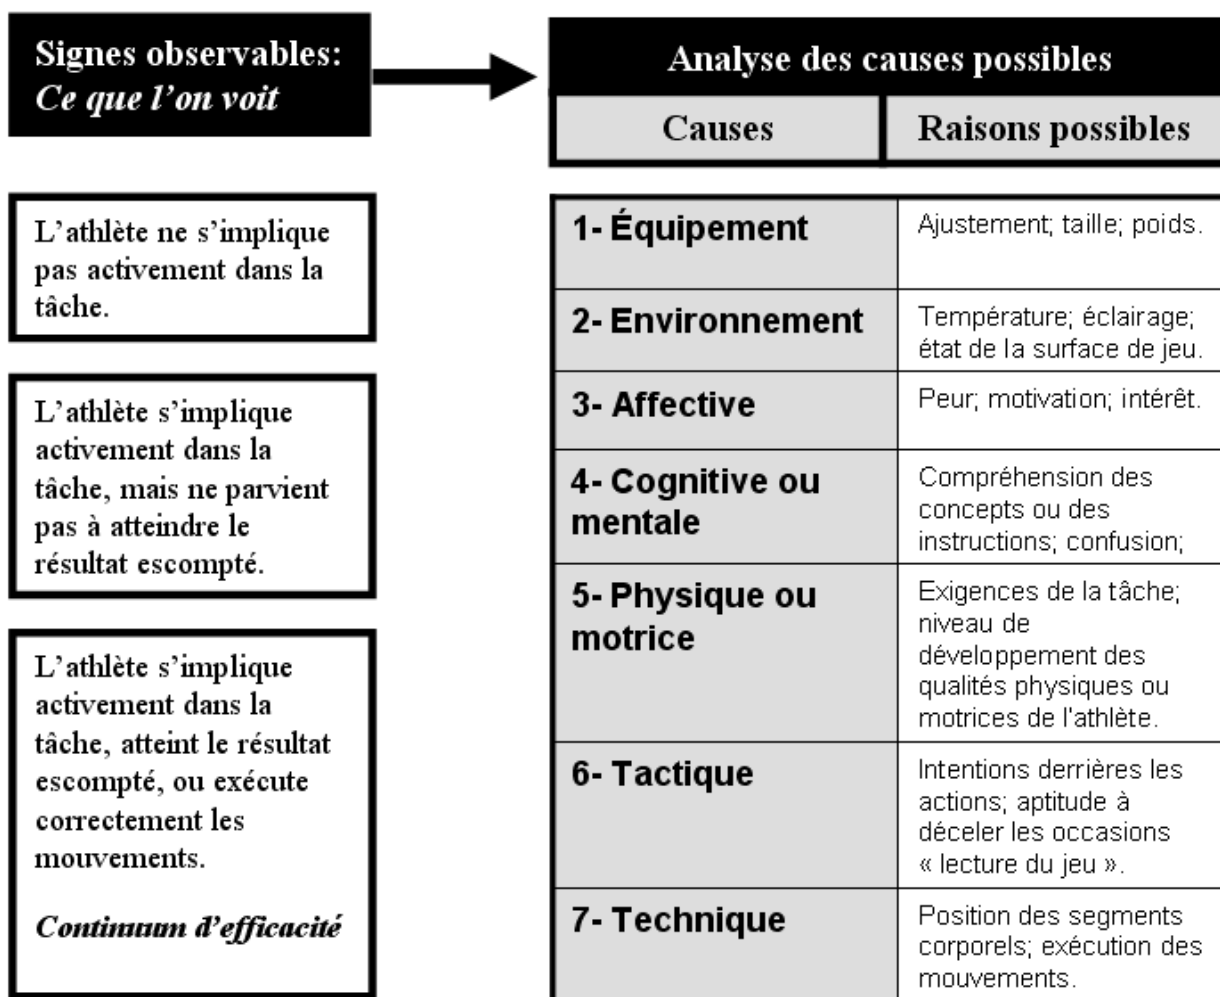 Signes observables:
Ce que l'on voit
Analyse des causes possibles
Causes
Raisons possibles
L'athlète ne s'implique
pas activement dans la
tâche.
L'athlète s'implique
activement dans la
tâche, mais ne parvient
pas à atteindre le
résultat escompté.
L'athlète s'implique
activement dans la
tâche, atteint le résultat
escompté, ou exécute
correctement les
mouvements.
Continuum d'efficacité
1- Équipement
Ajustement; taille; poids.
2- Environnement
Température; éclairage;
état de la surface de jeu.
3- Affective
Peur; motivation; intérêt.
4- Cognitive ou
mentale
Compréhension des
concepts ou des
instructions; confusion;
5- Physique ou
motrice
Exigences de la tâche;
niveau de
développement des
qualités physiques ou
motrices de l'athlète.
6- Tactique
Intentions derrières les
actions; aptitude à
déceler les occasions
« lecture du jeu ».
7- Technique
Position des segments
corporels; exécution des
mouvements.